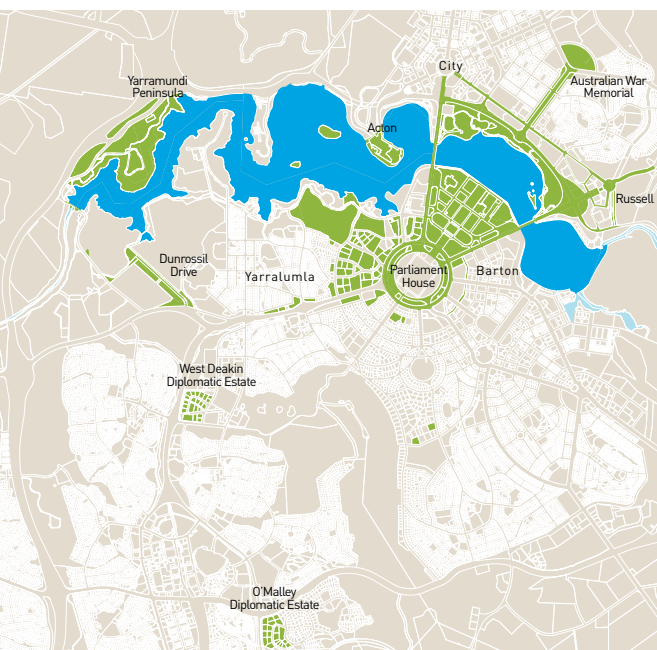 City
Yarramundi
Peninsula
Australian War
Memorial
Acton
Russell
Dunrossil
Drive
Yarralumla
Parliament
House
Barton
West Deakin
Diplomatic Estate
O'Malley
Diplomatic Estate